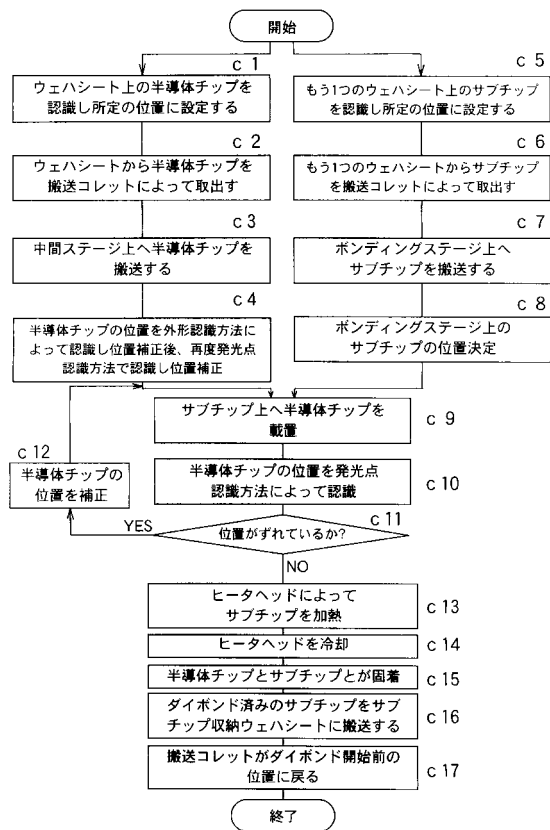 開始
c 1
ウェハシート上の半導体チップを
認識し所定の位置に設定する
c 2
ウェハシートから半導体チップを
搬送コレットによって取出す
c 3
中間ステージ上へ半導体チップを
搬送する
c 4
半導体チップの位置を外形認識方法に
よって認識し位置補正後、再度発光点
認識方法で認識し位置補正
c 5
もう1つのウェハシート上のサブチップ
を認識し所定の位置に設定する
c 6
もう1つのウェハシートからサブチップ
を搬送コレットによって取出す
c 7
ボンディングステージ上へ
サブチップを搬送する
c 8
ボンディングステージ上の
サブチップの位置決定
サブチップ上へ半導体チップを
載置
c 9
半導体チップの位置を発光点
認識方法によって認識
c 10
c 11
位置がずれているか?
YES
c 12
半導体チップの
位置を補正
NO
ヒータヘッドによって
サブチップを加熱
c 13
ヒータヘッドを冷却
c 14
半導体チップとサブチップとが固着
c 15
ダイボンド済みのサブチップをサブ
チップ収納ウェハシートに搬送する
c 16
搬送コレットがダイボンド開始前の
位置に戻る
c 17
終了